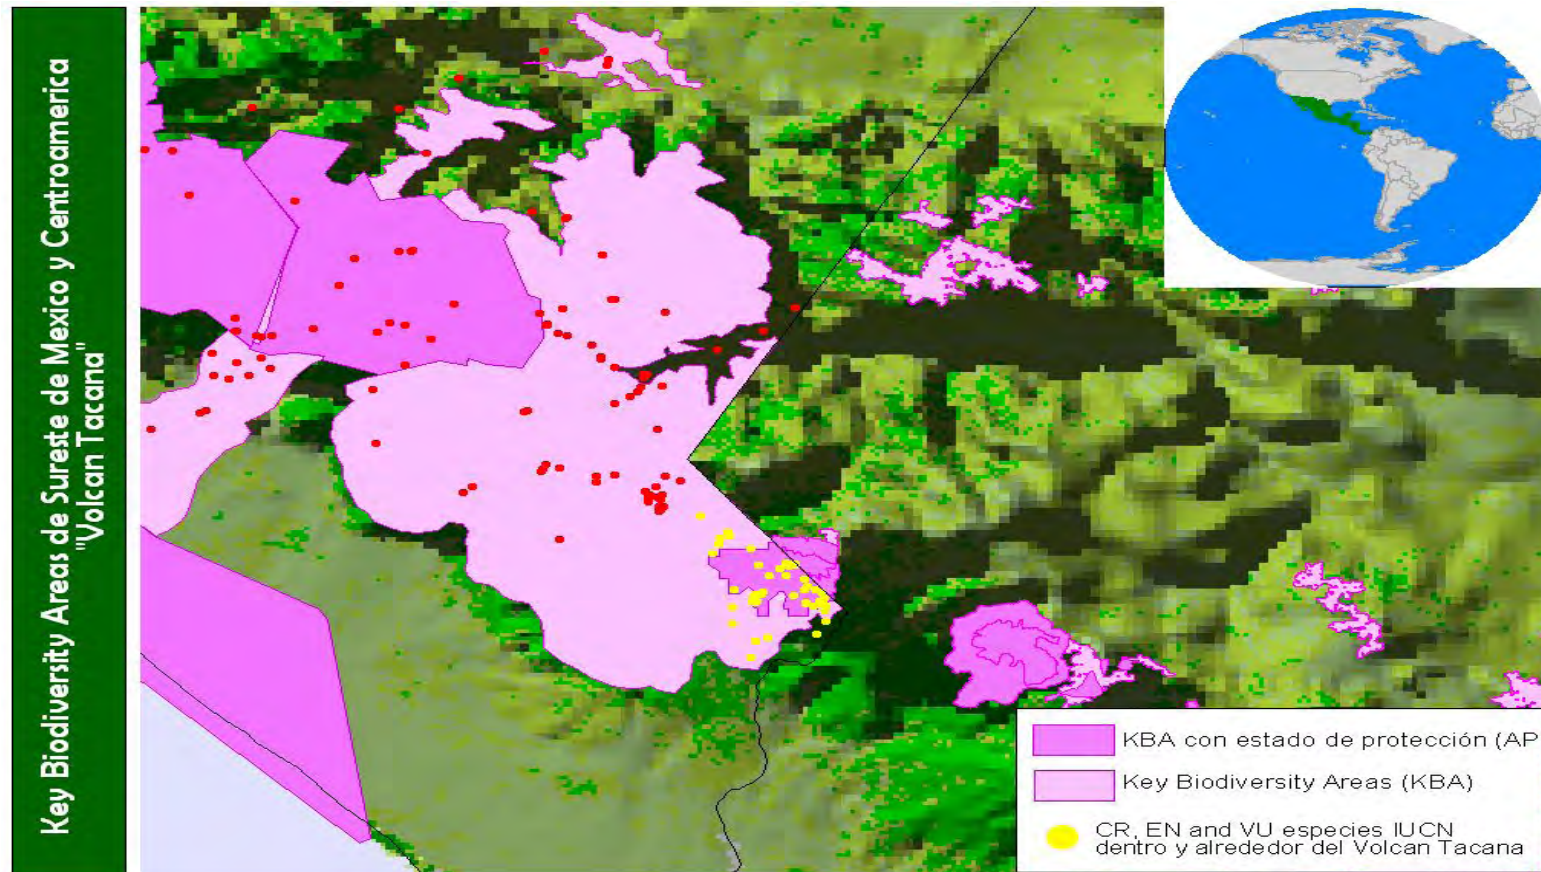 Key Biodiversity Areas de Sureste de Mexico y Centroamerica
"Volcan Tacana"
KBA con estado de protección (AP
Key Biodiversity Areas (KBA)
CR, EN and VU especies IUCN
dentro y alrededor del Volcan Tacana